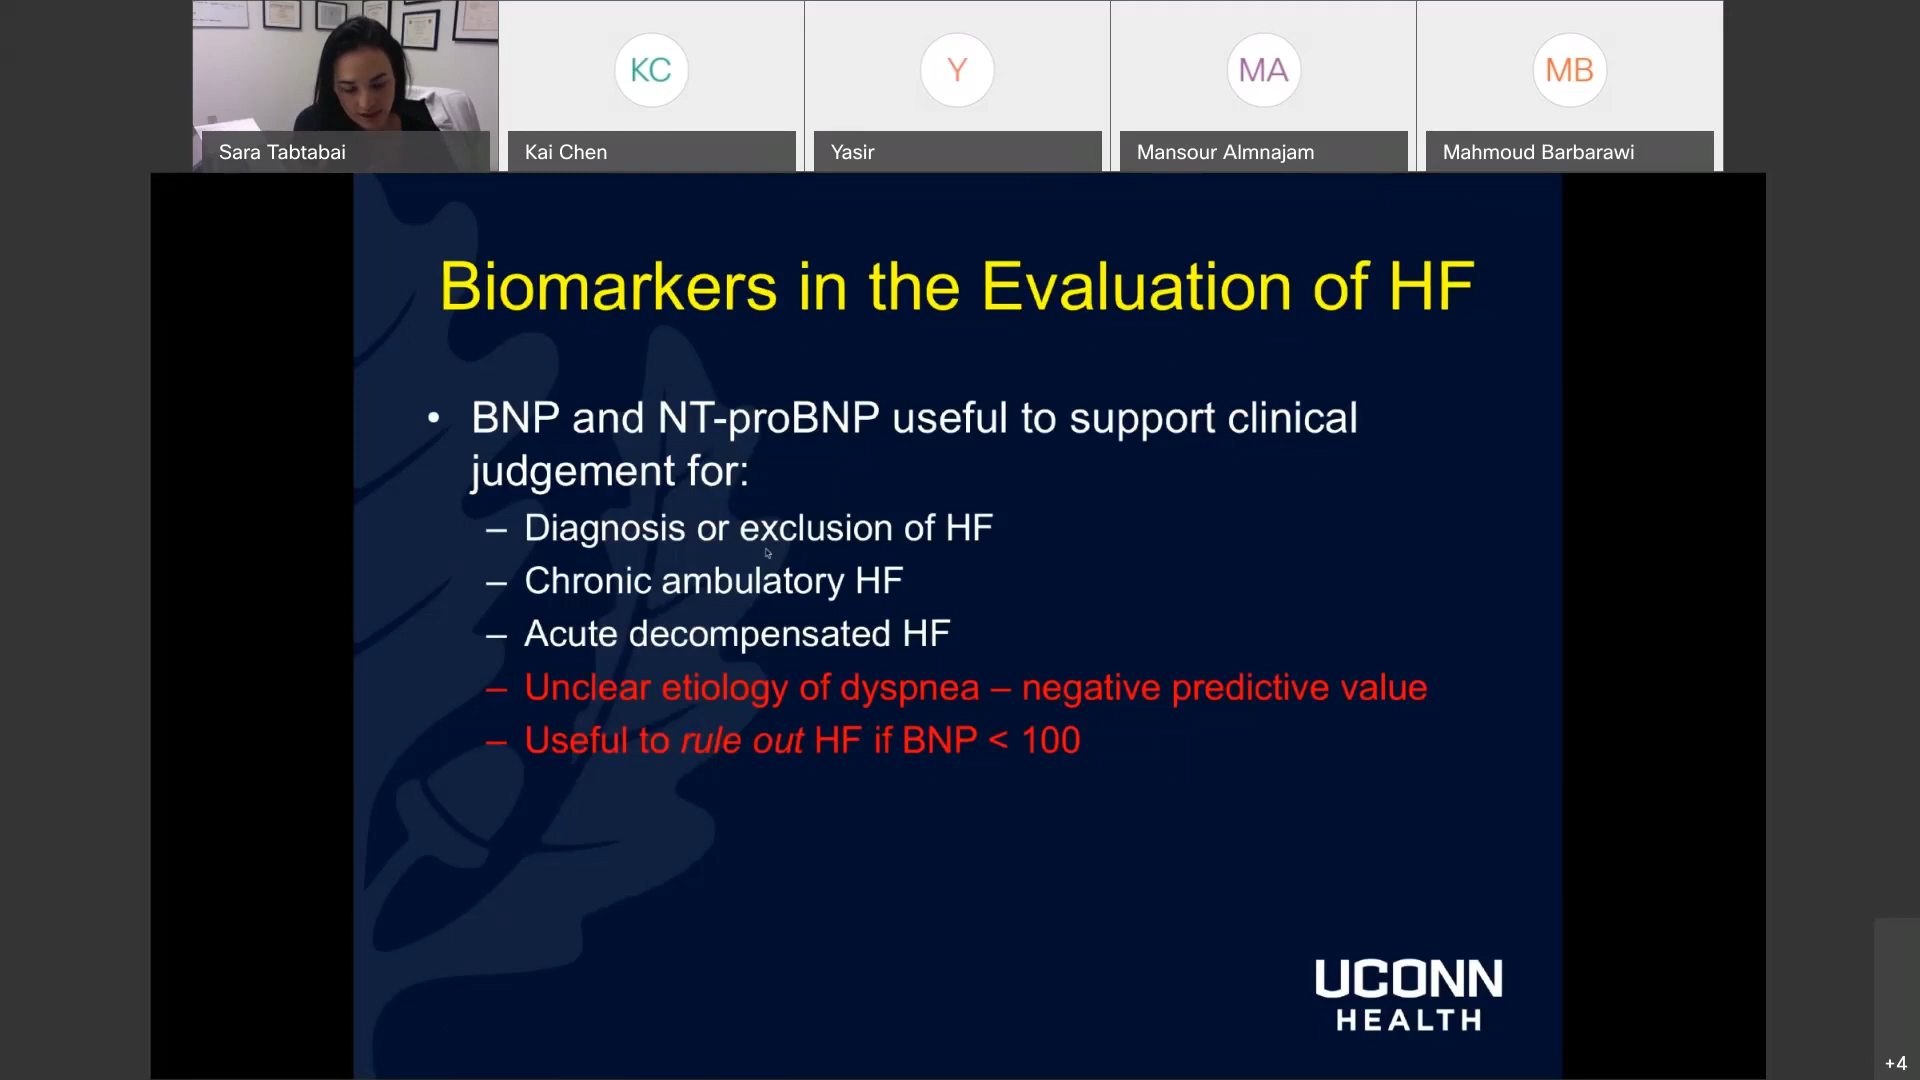 KC
Y
MA
MB
Sara Tabtabai
Kai Chen
Yasir
Mansour Almnajam
Mahmoud Barbarawi
Biomarkers in the Evaluation of HF
• BNP and NT-proBNP useful to support clinical
judgement for:
– Diagnosis or exclusion of HF
– Chronic ambulatory HF
– Acute decompensated HF
– Unclear etiology of dyspnea – negative predictive value
– Useful to rule out HF if BNP < 100
UCONN
HEALTH
+4